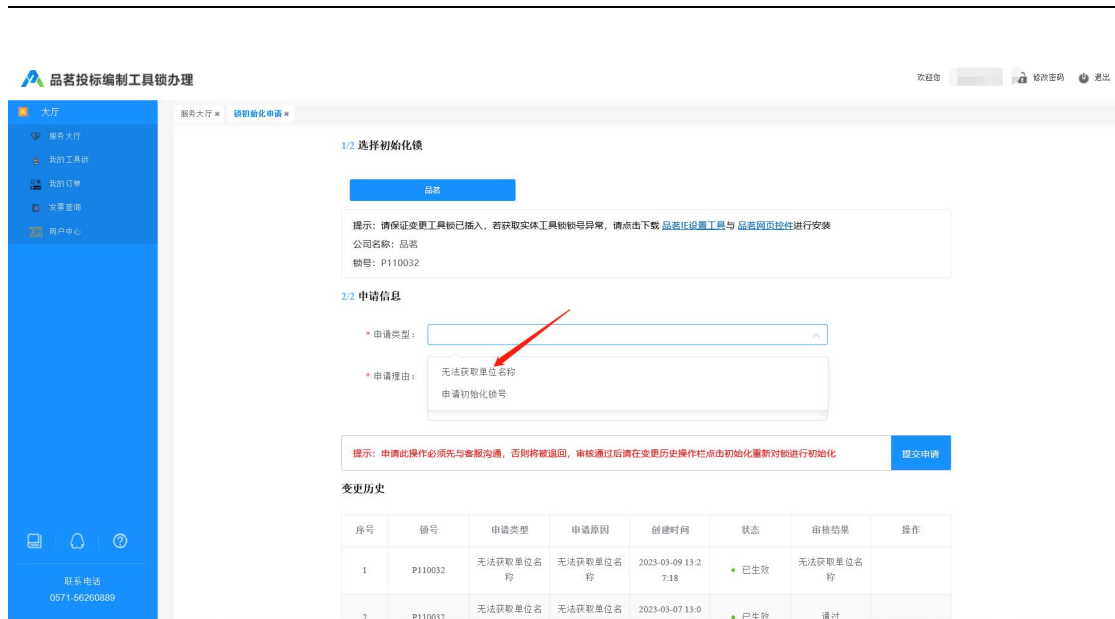 品茗投标编制工具锁办理
欢迎您 修改密码 退出
大厅
服务大厅
我的工具锁
我的订单
发票查询
用户中心
联系电话
0571-56260889
服务大厅 × 锁初始化申请 ×
1/2 选择初始化锁
品茗
提示：请保证变更工具锁已插入，若获取实体工具锁锁号异常，请点击下载 品茗IE设置工具与 品茗网页控件进行安装
公司名称：品茗
锁号：P110032
2/2 申请信息
* 申请类型：
* 申请理由：
无法获取单位名称
申请初始化锁号
提示：申请此操作必须先与客服沟通，否则将被退回，审核通过后请在变更历史操作栏点击初始化重新对锁进行初始化
提交申请
变更历史
序号 锁号 申请类型 申请原因 创建时间 状态 审核结果 操作
1 P110032 无法获取单位名称 无法获取单位名称 2023-03-09 13:27:18 已生效 无法获取单位名称
2 P110032 无法获取单位名 无法获取单位名 2023-03-07 13:0 已生效 通过